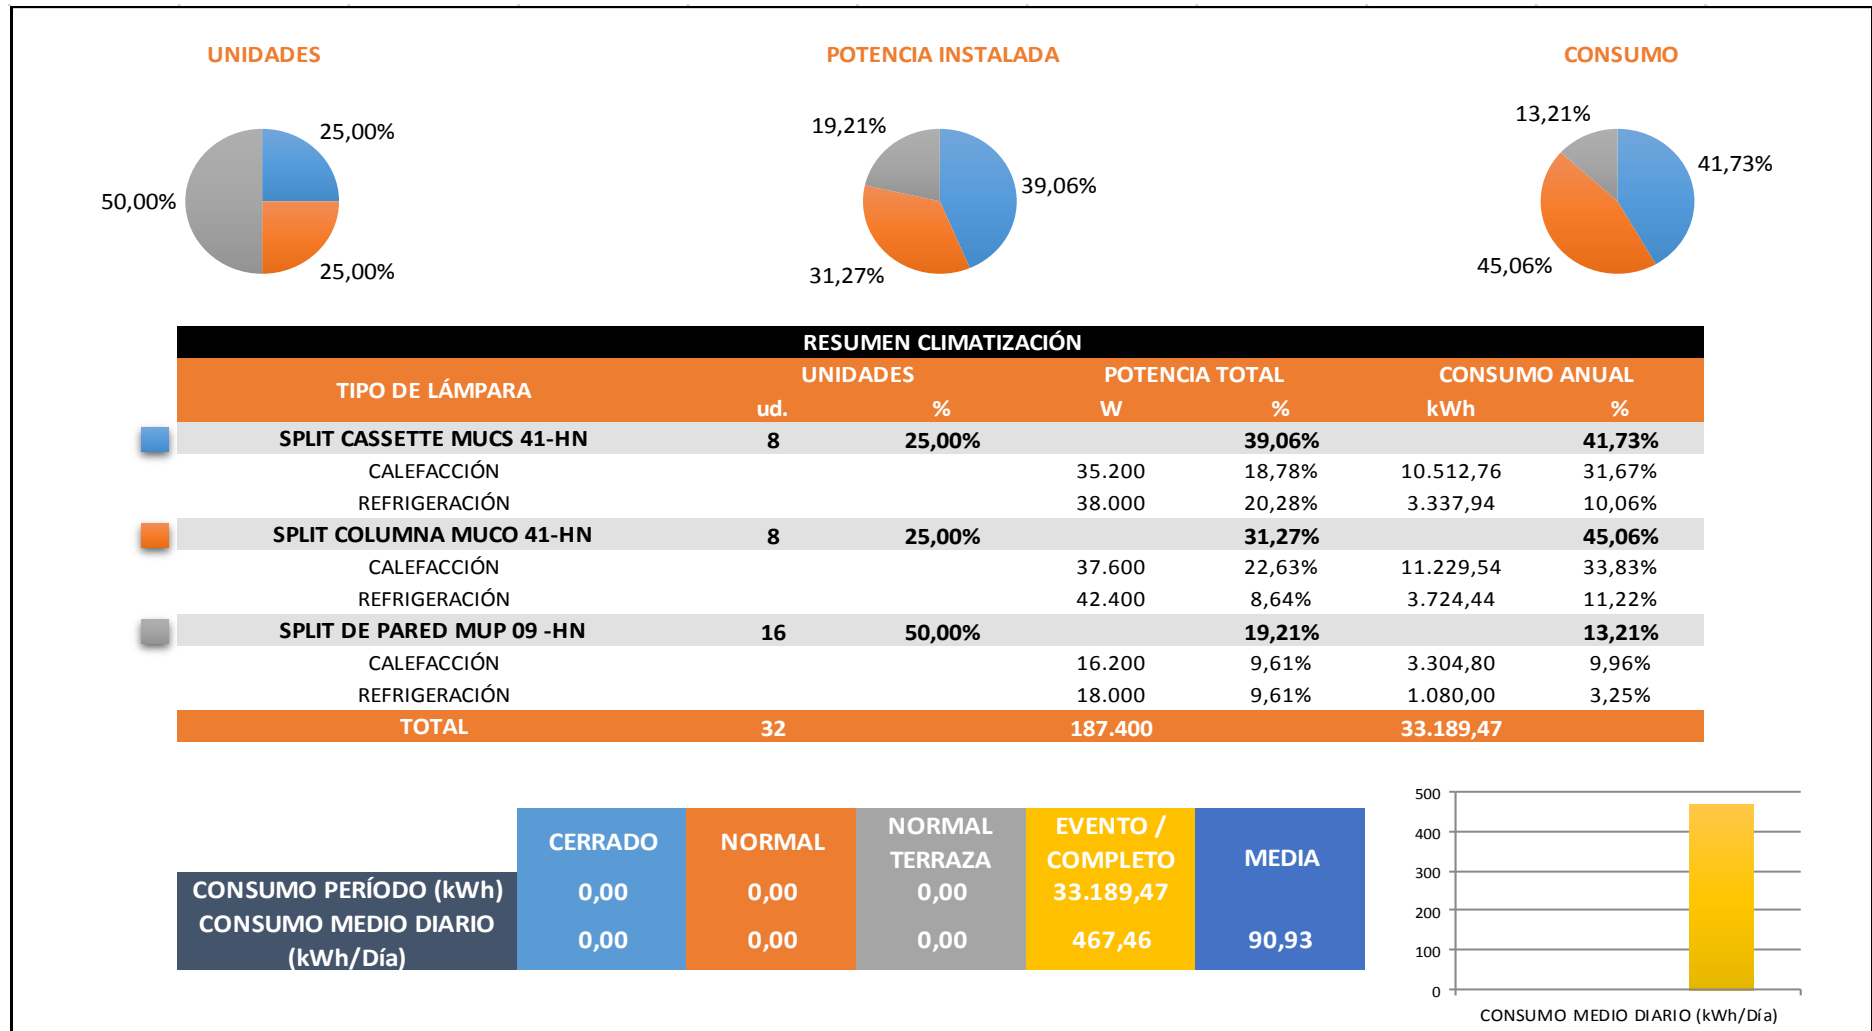 UNIDADES
25,00%
50,00%
25,00%
POTENCIA INSTALADA
19,21%
39,06%
31,27%
CONSUMO
13,21%
41,73%
45,06%
RESUMEN CLIMATIZACIÓN
TIPO DE LÁMPARA UNIDADES POTENCIA TOTAL CONSUMO ANUAL
ud. % W % kWh %
SPLIT CASSETTE MUCS 41-HN 8 25,00% 39,06% 41,73%
CALEFACCIÓN 35.200 18,78% 10.512,76 31,67%
REFRIGERACIÓN 38.000 20,28% 3.337,94 10,06%
SPLIT COLUMNA MUCO 41-HN 8 25,00% 31,27% 45,06%
CALEFACCIÓN 37.600 22,63% 11.229,54 33,83%
REFRIGERACIÓN 42.400 8,64% 3.724,44 11,22%
SPLIT DE PARED MUP 09 -HN 16 50,00% 19,21% 13,21%
CALEFACCIÓN 16.200 9,61% 3.304,80 9,96%
REFRIGERACIÓN 18.000 9,61% 1.080,00 3,25%
TOTAL 32 187.400 33.189,47
CERRADO NORMAL NORMAL TERRAZA EVENTO / COMPLETO MEDIA
CONSUMO PERÍODO (kWh) 0,00 0,00 0,00 33.189,47
CONSUMO MEDIO DIARIO (kWh/Día) 0,00 0,00 0,00 467,46 90,93
500
400
300
200
100
0
CONSUMO MEDIO DIARIO (kWh/Día)